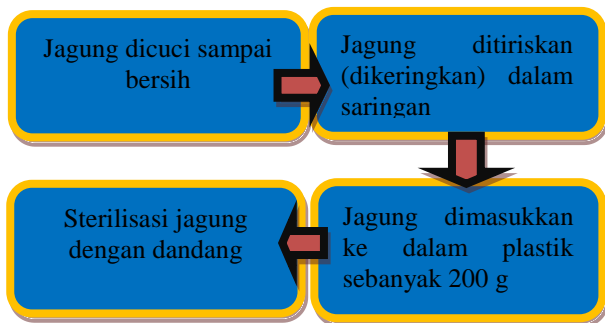 Jagung dicuci sampai
bersih
Jagung ditiriskan
(dikeringkan) dalam
saringan
Jagung dimasukkan
ke dalam plastik
sebanyak 200 g
Sterilisasi jagung
dengan dandang